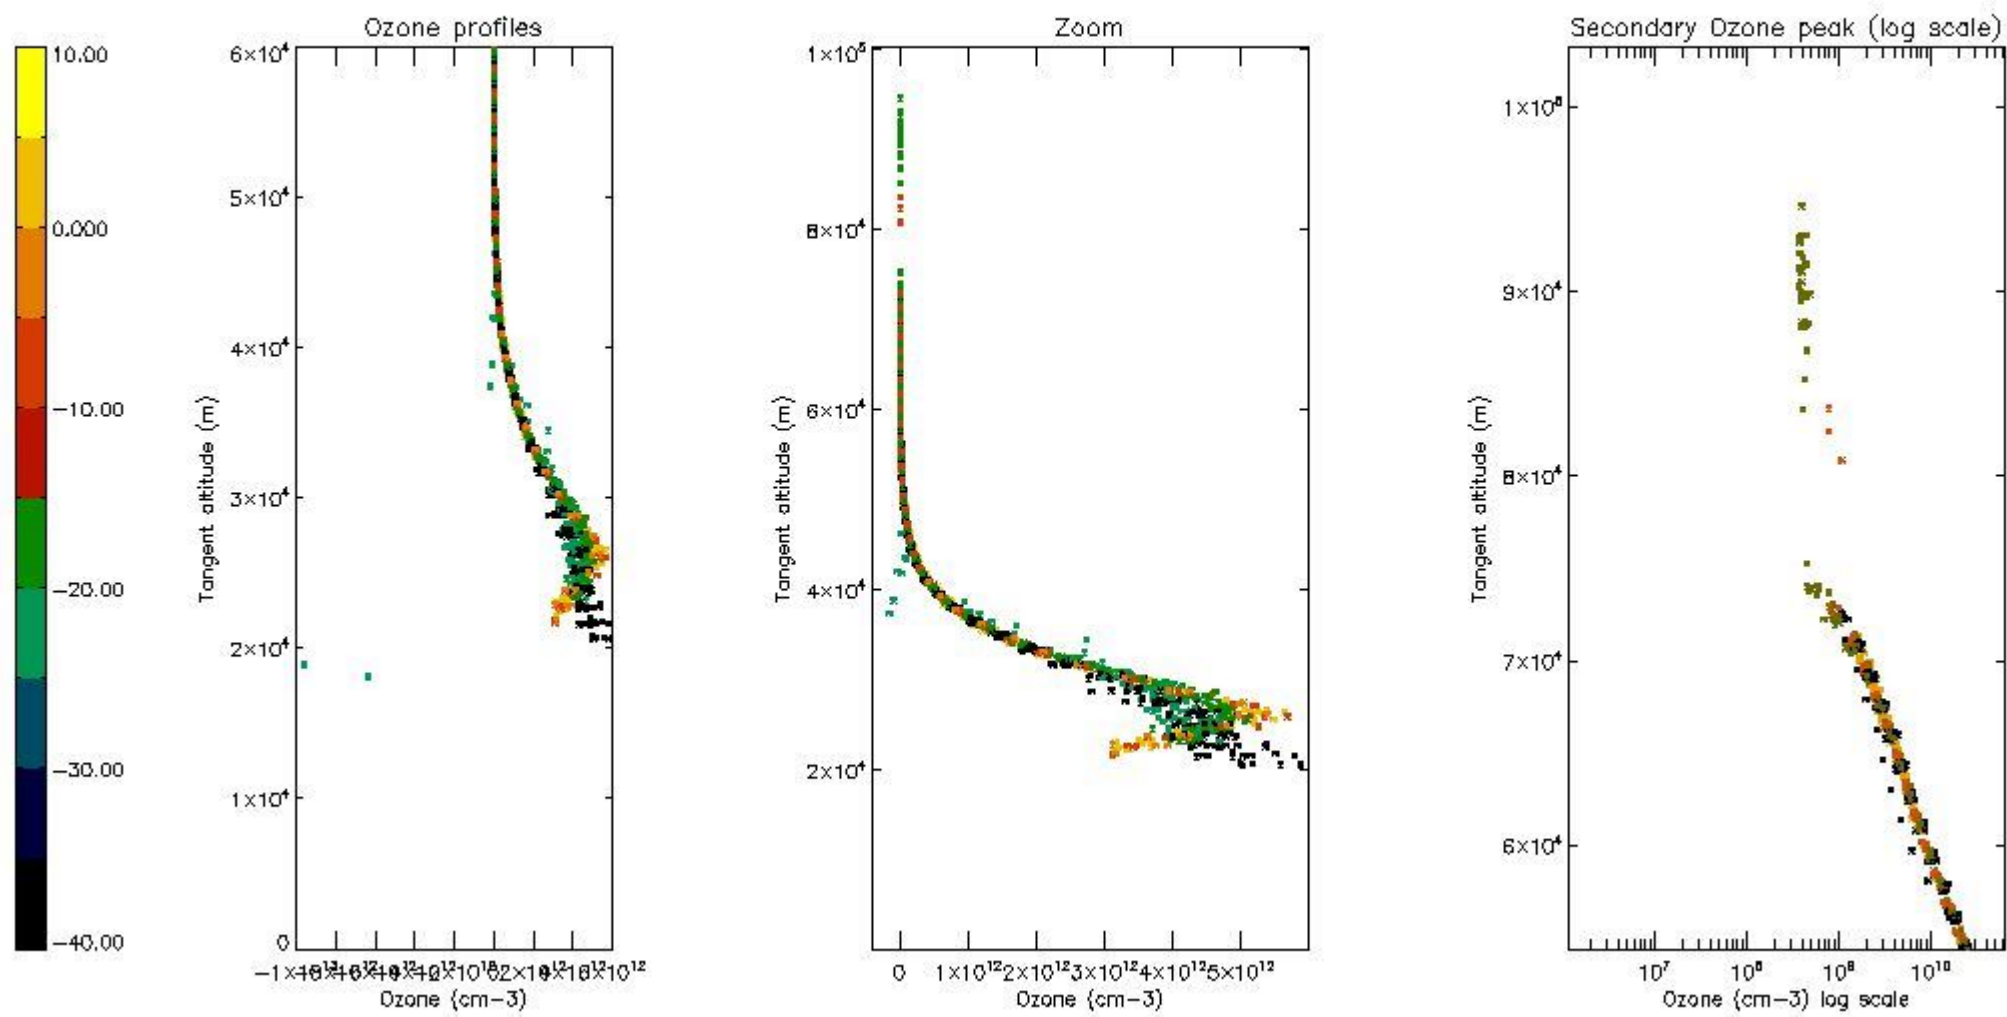 Ozone profiles
Zoom
Secondary Ozone peak (log scale)
10.00
0.000
−10.00
−20.00
−30.00
−40.00
6×10⁴
5×10⁴
4×10⁴
3×10⁴
2×10⁴
1×10⁴
0
Tangent altitude (m)
Ozone (cm−3)
1×10⁵
8×10⁴
6×10⁴
4×10⁴
2×10⁴
Tangent altitude (m)
0 1×10¹² 2×10¹² 3×10¹² 4×10¹² 5×10¹²
Ozone (cm−3)
9×10⁴
8×10⁴
7×10⁴
6×10⁴
Tangent altitude (m)
10⁷ 10⁸ 10⁹ 10¹⁰
Ozone (cm−3) log scale